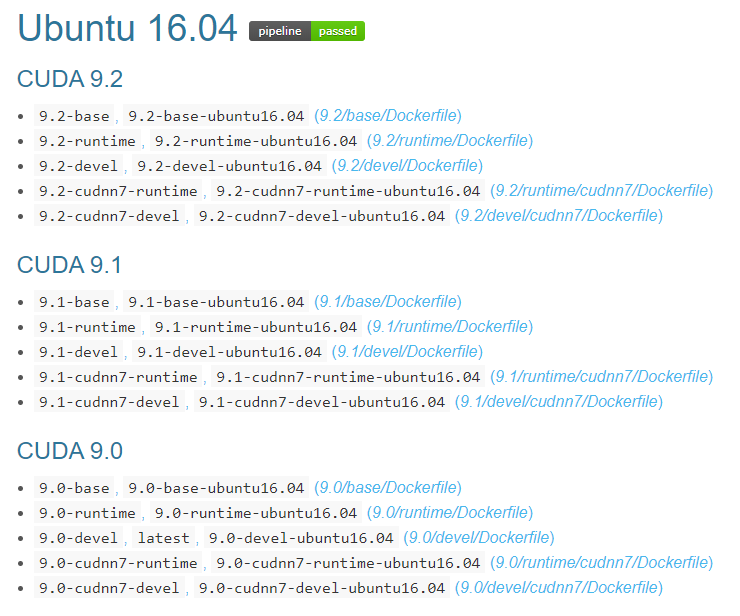 Ubuntu 16.04 pipeline passed
CUDA 9.2
• 9.2-base, 9.2-base-ubuntu16.04 (9.2/base/Dockerfile)
• 9.2-runtime, 9.2-runtime-ubuntu16.04 (9.2/runtime/Dockerfile)
• 9.2-devel, 9.2-devel-ubuntu16.04 (9.2/devel/Dockerfile)
• 9.2-cudnn7-runtime, 9.2-cudnn7-runtime-ubuntu16.04 (9.2/runtime/cudnn7/Dockerfile)
• 9.2-cudnn7-devel, 9.2-cudnn7-devel-ubuntu16.04 (9.2/devel/cudnn7/Dockerfile)
CUDA 9.1
• 9.1-base, 9.1-base-ubuntu16.04 (9.1/base/Dockerfile)
• 9.1-runtime, 9.1-runtime-ubuntu16.04 (9.1/runtime/Dockerfile)
• 9.1-devel, 9.1-devel-ubuntu16.04 (9.1/devel/Dockerfile)
• 9.1-cudnn7-runtime, 9.1-cudnn7-runtime-ubuntu16.04 (9.1/runtime/cudnn7/Dockerfile)
• 9.1-cudnn7-devel, 9.1-cudnn7-devel-ubuntu16.04 (9.1/devel/cudnn7/Dockerfile)
CUDA 9.0
• 9.0-base, 9.0-base-ubuntu16.04 (9.0/base/Dockerfile)
• 9.0-runtime, 9.0-runtime-ubuntu16.04 (9.0/runtime/Dockerfile)
• 9.0-devel, latest, 9.0-devel-ubuntu16.04 (9.0/devel/Dockerfile)
• 9.0-cudnn7-runtime, 9.0-cudnn7-runtime-ubuntu16.04 (9.0/runtime/cudnn7/Dockerfile)
• 9.0-cudnn7-devel, 9.0-cudnn7-devel-ubuntu16.04 (9.0/devel/cudnn7/Dockerfile)